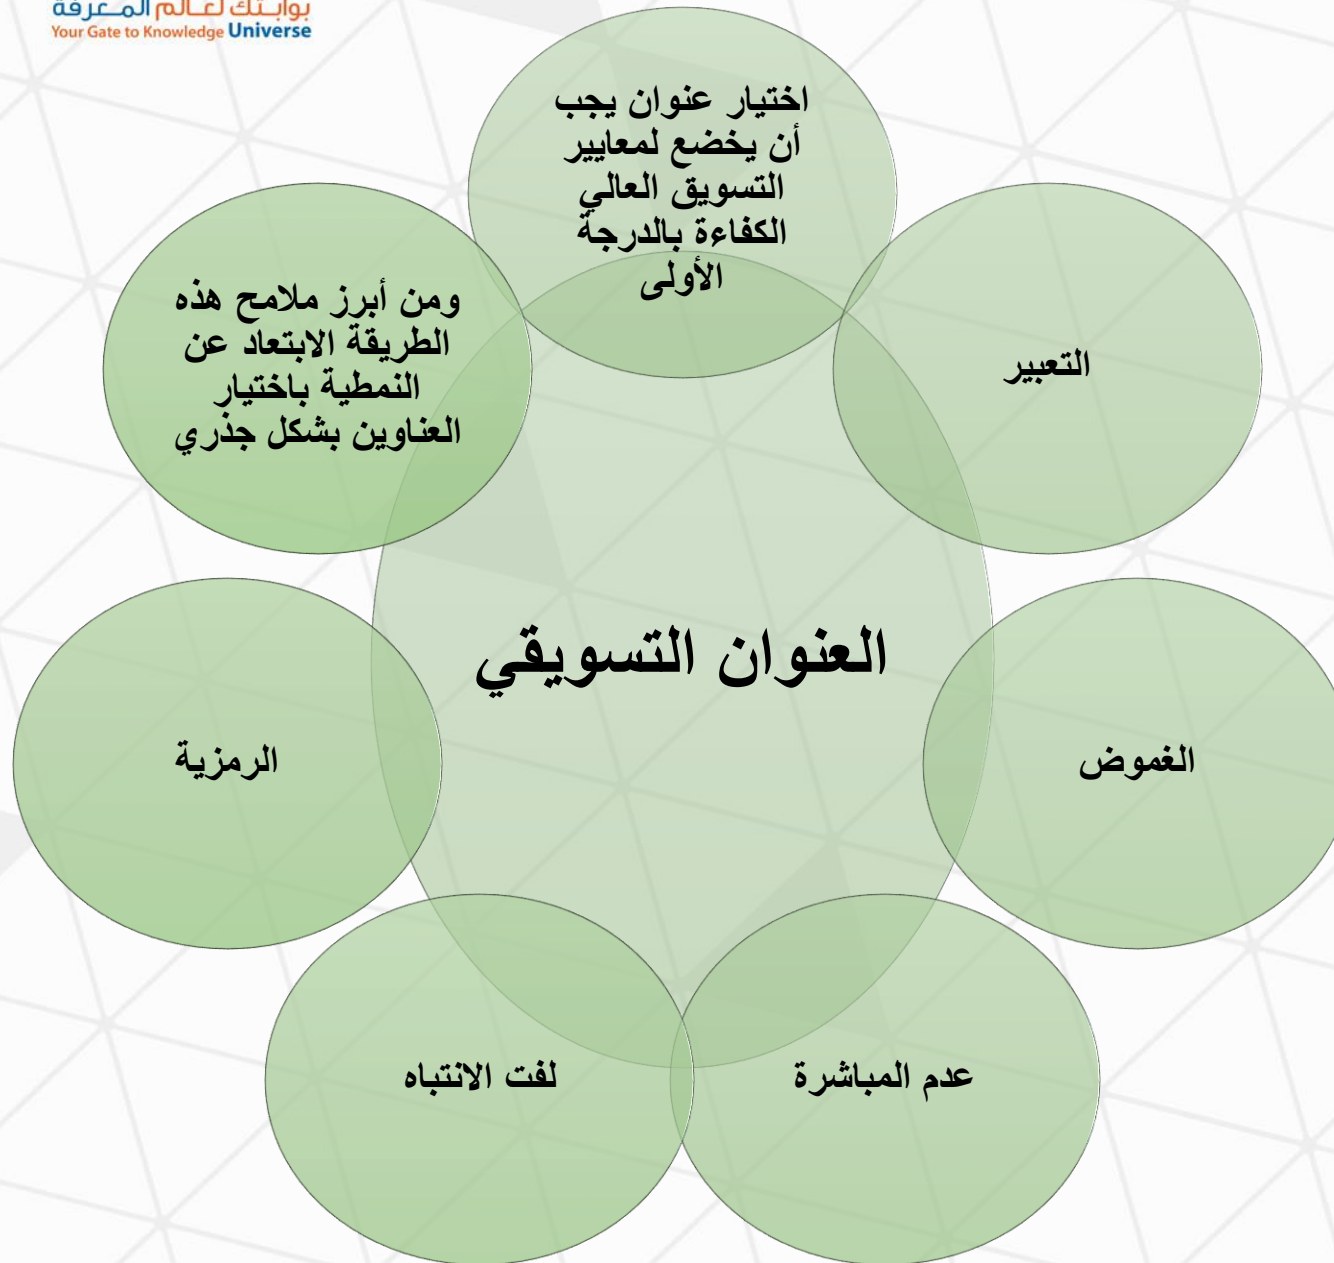 بوابتك لعالم المعرفة
Your Gate to Knowledge Universe
اختيار عنوان يجب
أن يخضع لمعايير
التسويق العالي
الكفاءة بالدرجة
الأولى
التعبير
الغموض
عدم المباشرة
لفت الانتباه
الرمزية
ومن أبرز ملامح هذه
الطريقة الابتعاد عن
النمطية باختيار
العناوين بشكل جذري
العنوان التسويقي